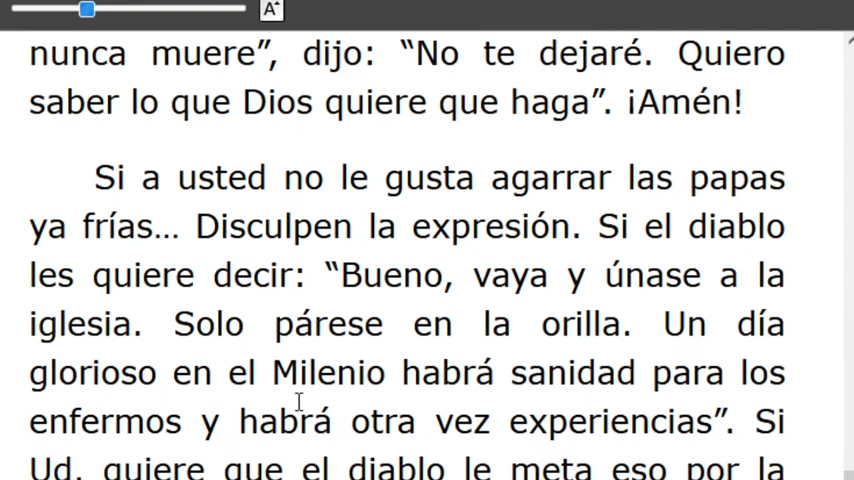 A
nunca muere”, dijo: “No te dejaré. Quiero
saber lo que Dios quiere que haga”. ¡Amén!
Si a usted no le gusta agarrar las papas
ya frías... Disculpen la expresión. Si el diablo
les quiere decir: “Bueno, vaya y únase a la
iglesia. Solo párese en la orilla. Un día
glorioso en el Milenio habrá sanidad para los
enfermos y habrá otra vez experiencias”. Si
Ud. quiere que el diablo le meta eso por la